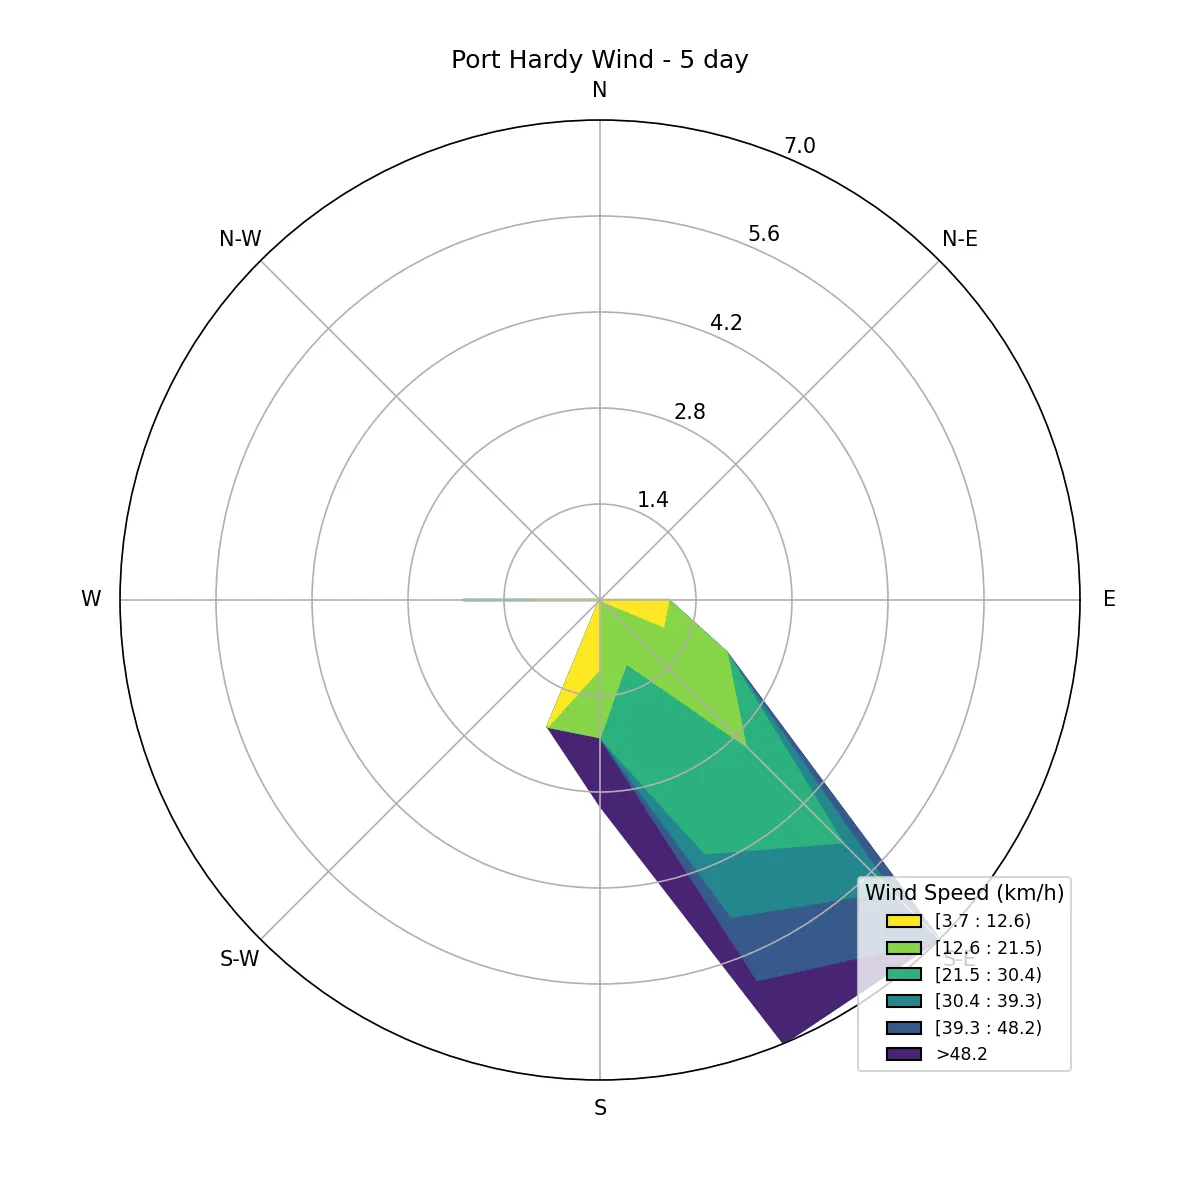 Port Hardy Wind - 5 day
N
7.0
N-W
5.6
N-E
4.2
2.8
1.4
W
E
Wind Speed (km/h)
[3.7 : 12.6)
[12.6 : 21.5)
S-W
S-E
[21.5 : 30.4)
[30.4 : 39.3)
[39.3 : 48.2)
>48.2
S